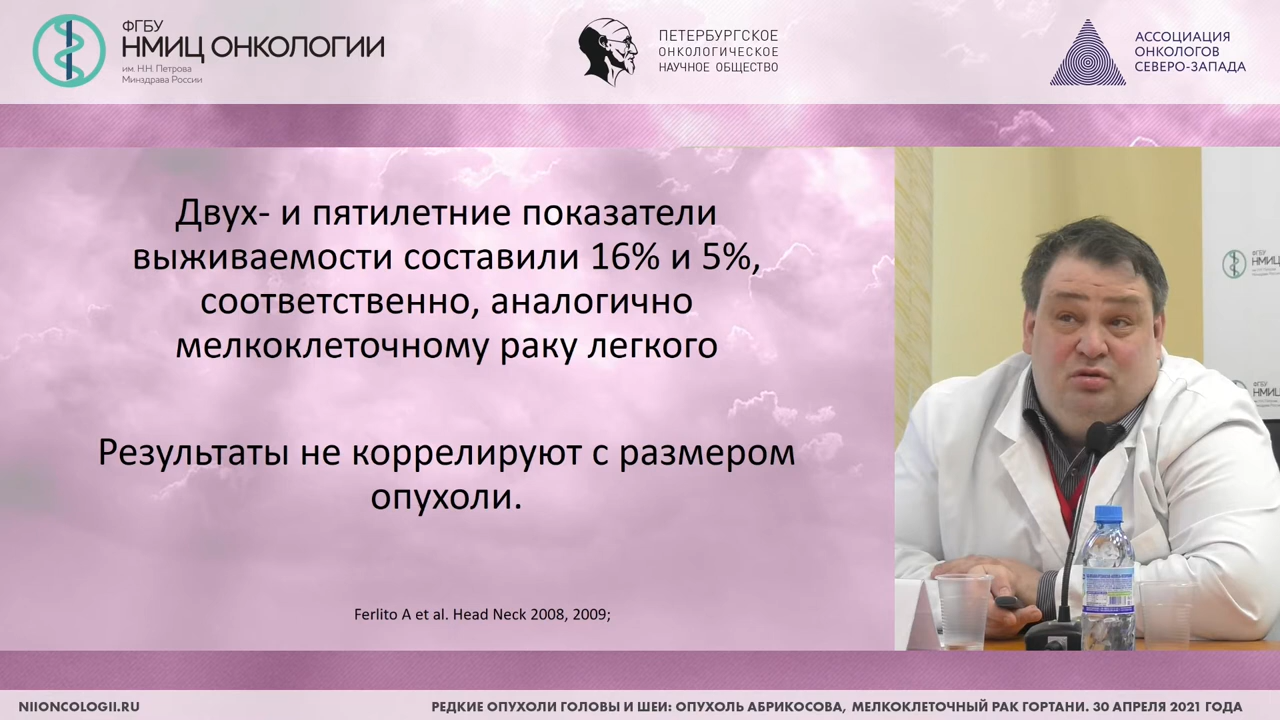 ФГБУ
НМИЦ ОНКОЛОГИИ
им. Н.Н. Петрова
Минздрава России
ПЕТЕРБУРГСКОЕ
ОНКОЛОГИЧЕСКОЕ
НАУЧНОЕ ОБЩЕСТВО
АССОЦИАЦИЯ
ОНКОЛОГОВ
СЕВЕРО-ЗАПАДА
Двух- и пятилетние показатели
выживаемости составили 16% и 5%,
соответственно, аналогично
мелкоклеточному раку легкого
Результаты не коррелируют с размером
опухоли.
Ferlito A et al. Head Neck 2008, 2009;
ФГБУ
НМИЦ
NIIONCOLOGII.RU
РЕДКИЕ ОПУХОЛИ ГОЛОВЫ И ШЕИ: ОПУХОЛЬ АБРИКОСОВА, МЕЛКОКЛЕТОЧНЫЙ РАК ГОРТАНИ. 30 АПРЕЛЯ 2021 ГОДА